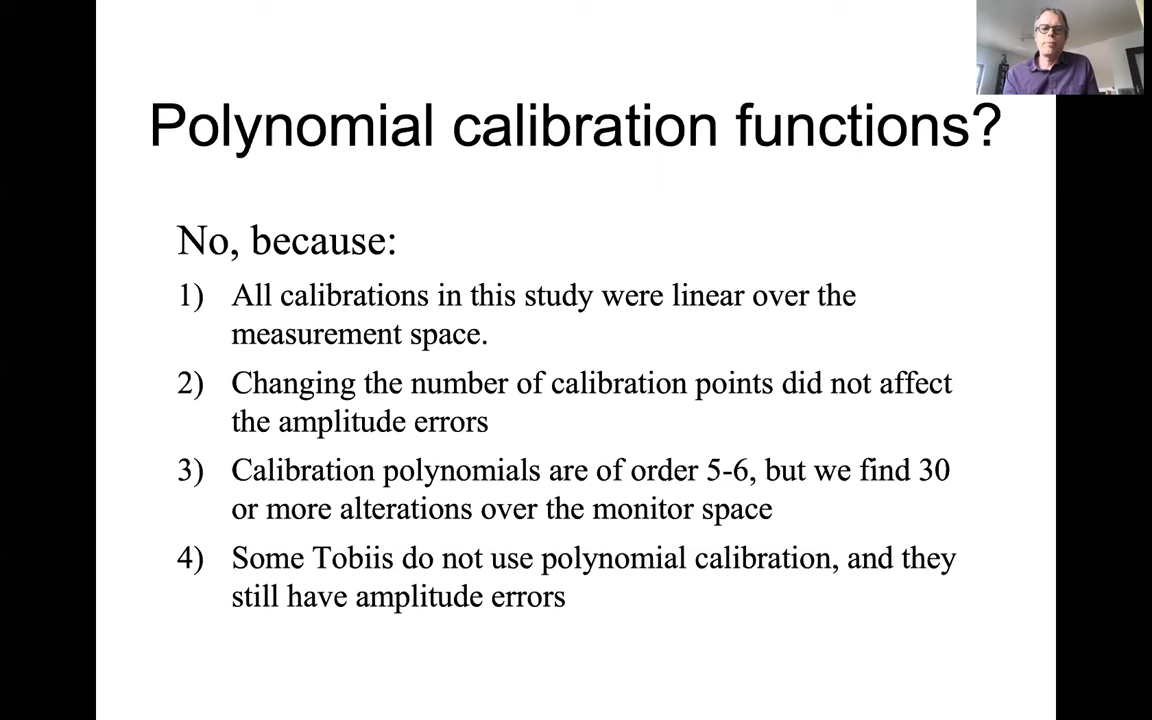 Polynomial calibration functions?
No, because:
1) All calibrations in this study were linear over the
measurement space.
2) Changing the number of calibration points did not affect
the amplitude errors
3) Calibration polynomials are of order 5-6, but we find 30
or more alterations over the monitor space
4) Some Tobiis do not use polynomial calibration, and they
still have amplitude errors